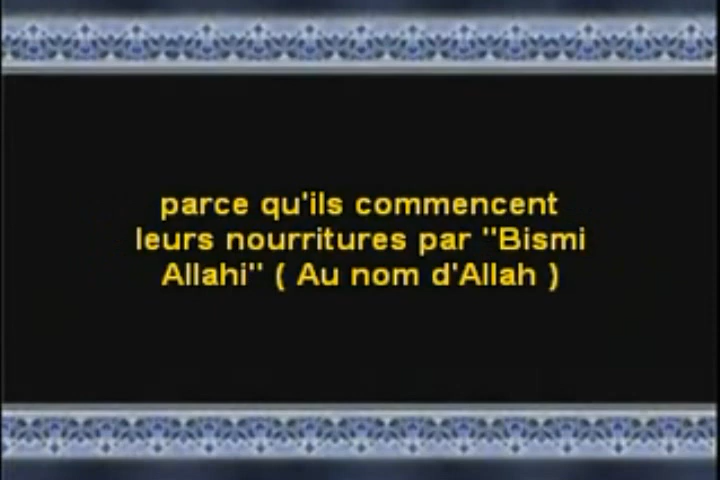 parce qu'ils commencent
leurs nourritures par "Bismi
Allahi" ( Au nom d'Allah )